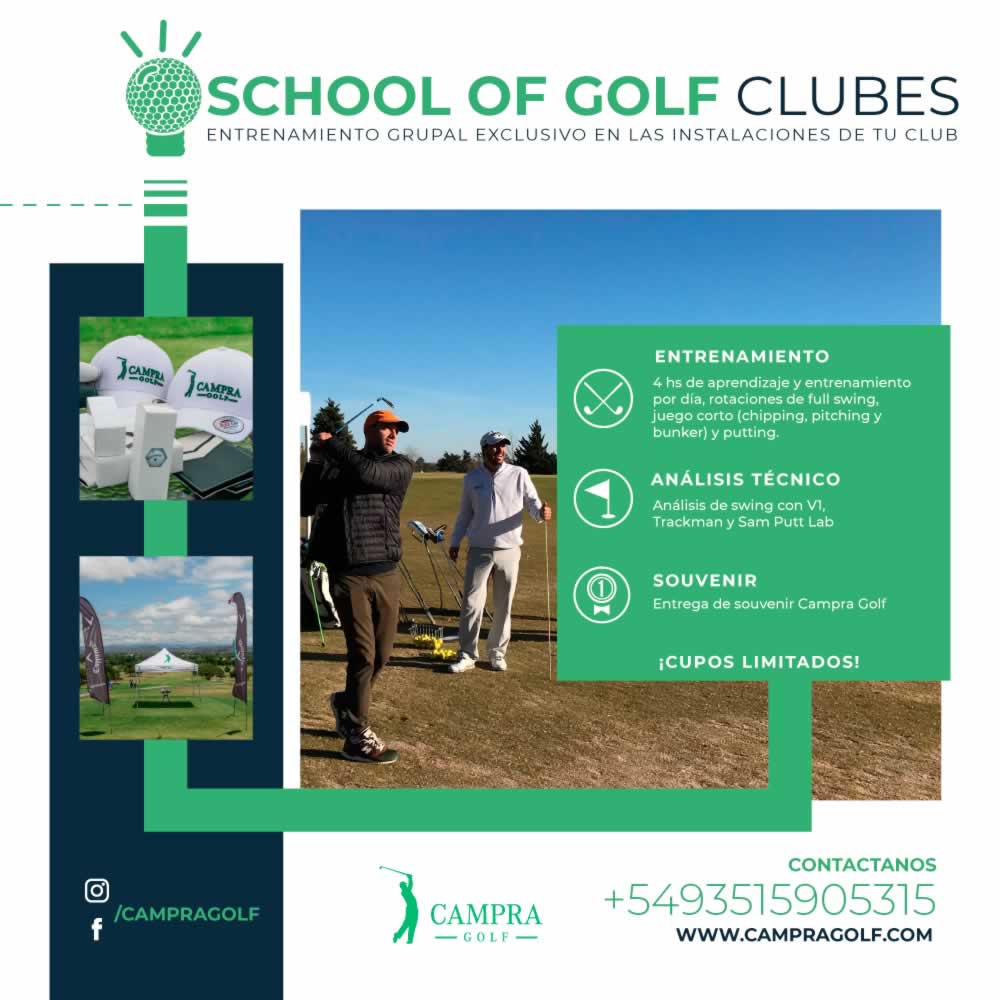 SCHOOL OF GOLF CLUBES
ENTRENAMIENTO GRUPAL EXCLUSIVO EN LAS INSTALACIONES DE TU CLUB
CAMPRA
GOLF
CAMPRA
GOLF
ENTRENAMIENTO
4 hs de aprendizaje y entrenamiento
por día, rotaciones de full swing,
juego corto (chipping, pitching y
bunker) y putting.
ANÁLISIS TÉCNICO
Análisis de swing con V1,
Trackman y Sam Putt Lab
1
SOUVENIR
Entrega de souvenir Campra Golf
¡CUPOS LIMITADOS!
/CAMPRAGOLF
CAMPRA
GOLF
CONTACTANOS
+5493515905315
WWW.CAMPRAGOLF.COM